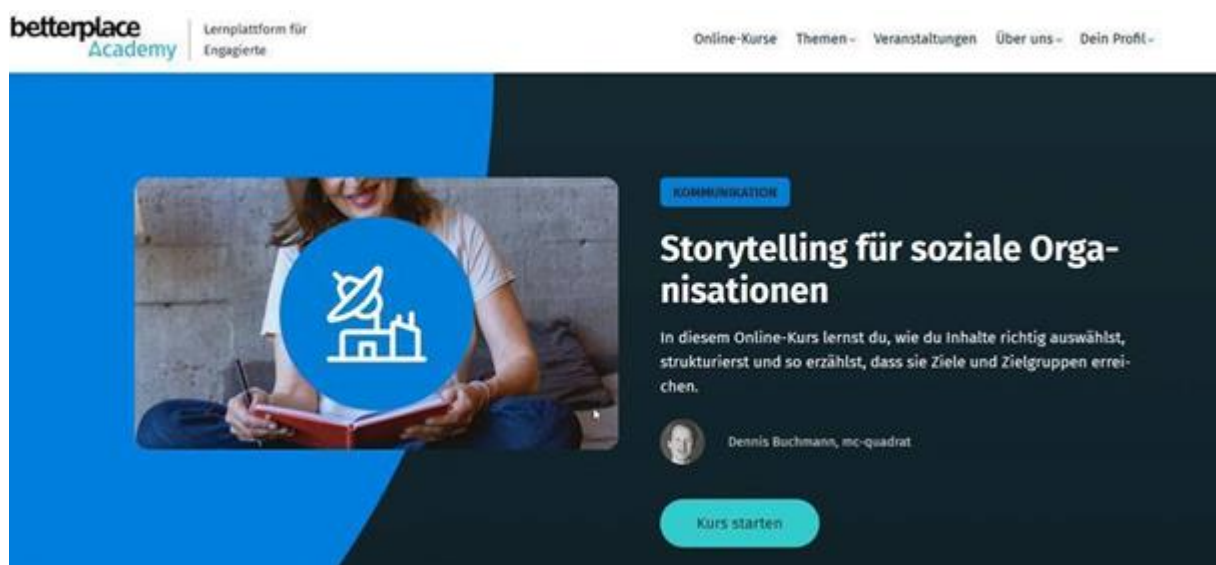 betterplace
Academy
Lernplattform für
Engagierte
Online-Kurse Themen Veranstaltungen Über uns Dein Profil
KOMMUNIKATION
Storytelling für soziale Orga-
nisationen
In diesem Online-Kurs lernst du, wie du Inhalte richtig auswählst,
strukturierst und so erzählst, dass sie Ziele und Zielgruppen errei-
chen.
Dennis Buchmann, mc-quadrat
Kurs starten